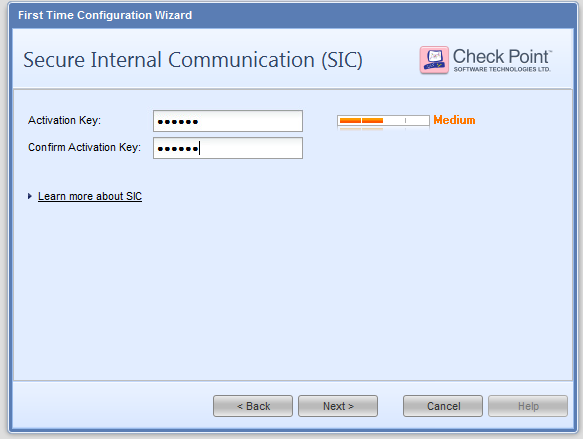 First Time Configuration Wizard
Secure Internal Communication (SIC)
Check Point™
SOFTWARE TECHNOLOGIES LTD.
Activation Key: ●●●●●● Medium
Confirm Activation Key: ●●●●●●
Learn more about SIC
< Back Next > Cancel Help